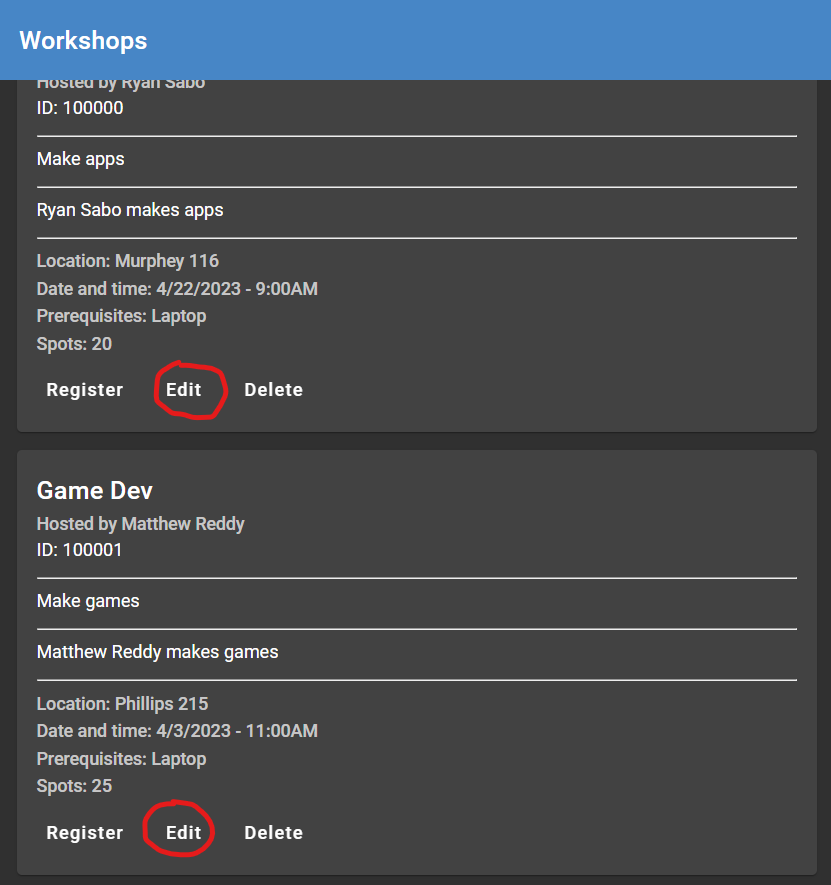 Workshops
Hosted by Ryan Sabo
ID: 100000
Make apps
Ryan Sabo makes apps
Location: Murphey 116
Date and time: 4/22/2023 - 9:00AM
Prerequisites: Laptop
Spots: 20
Register Edit Delete
Game Dev
Hosted by Matthew Reddy
ID: 100001
Make games
Matthew Reddy makes games
Location: Phillips 215
Date and time: 4/3/2023 - 11:00AM
Prerequisites: Laptop
Spots: 25
Register Edit Delete